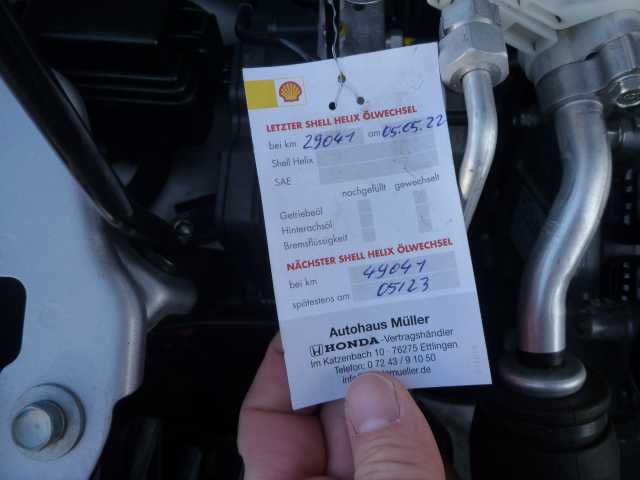 LETZTER SHELL HELIX ÖLWECHSEL
bei km 29041 am 05.05.22
Shell Helix
SAE
nachgefüllt gewechselt
Getriebeöl
Hinterachsöl
Bremsflüssigkeit
NÄCHSTER SHELL HELIX ÖLWECHSEL
bei km 49041
spätestens am 05/23
Autohaus Müller
HONDA-Vertragshändler
Im Katzenbach 10 · 76275 Ettlingen
Telefon: 0 72 43 / 9 10 50